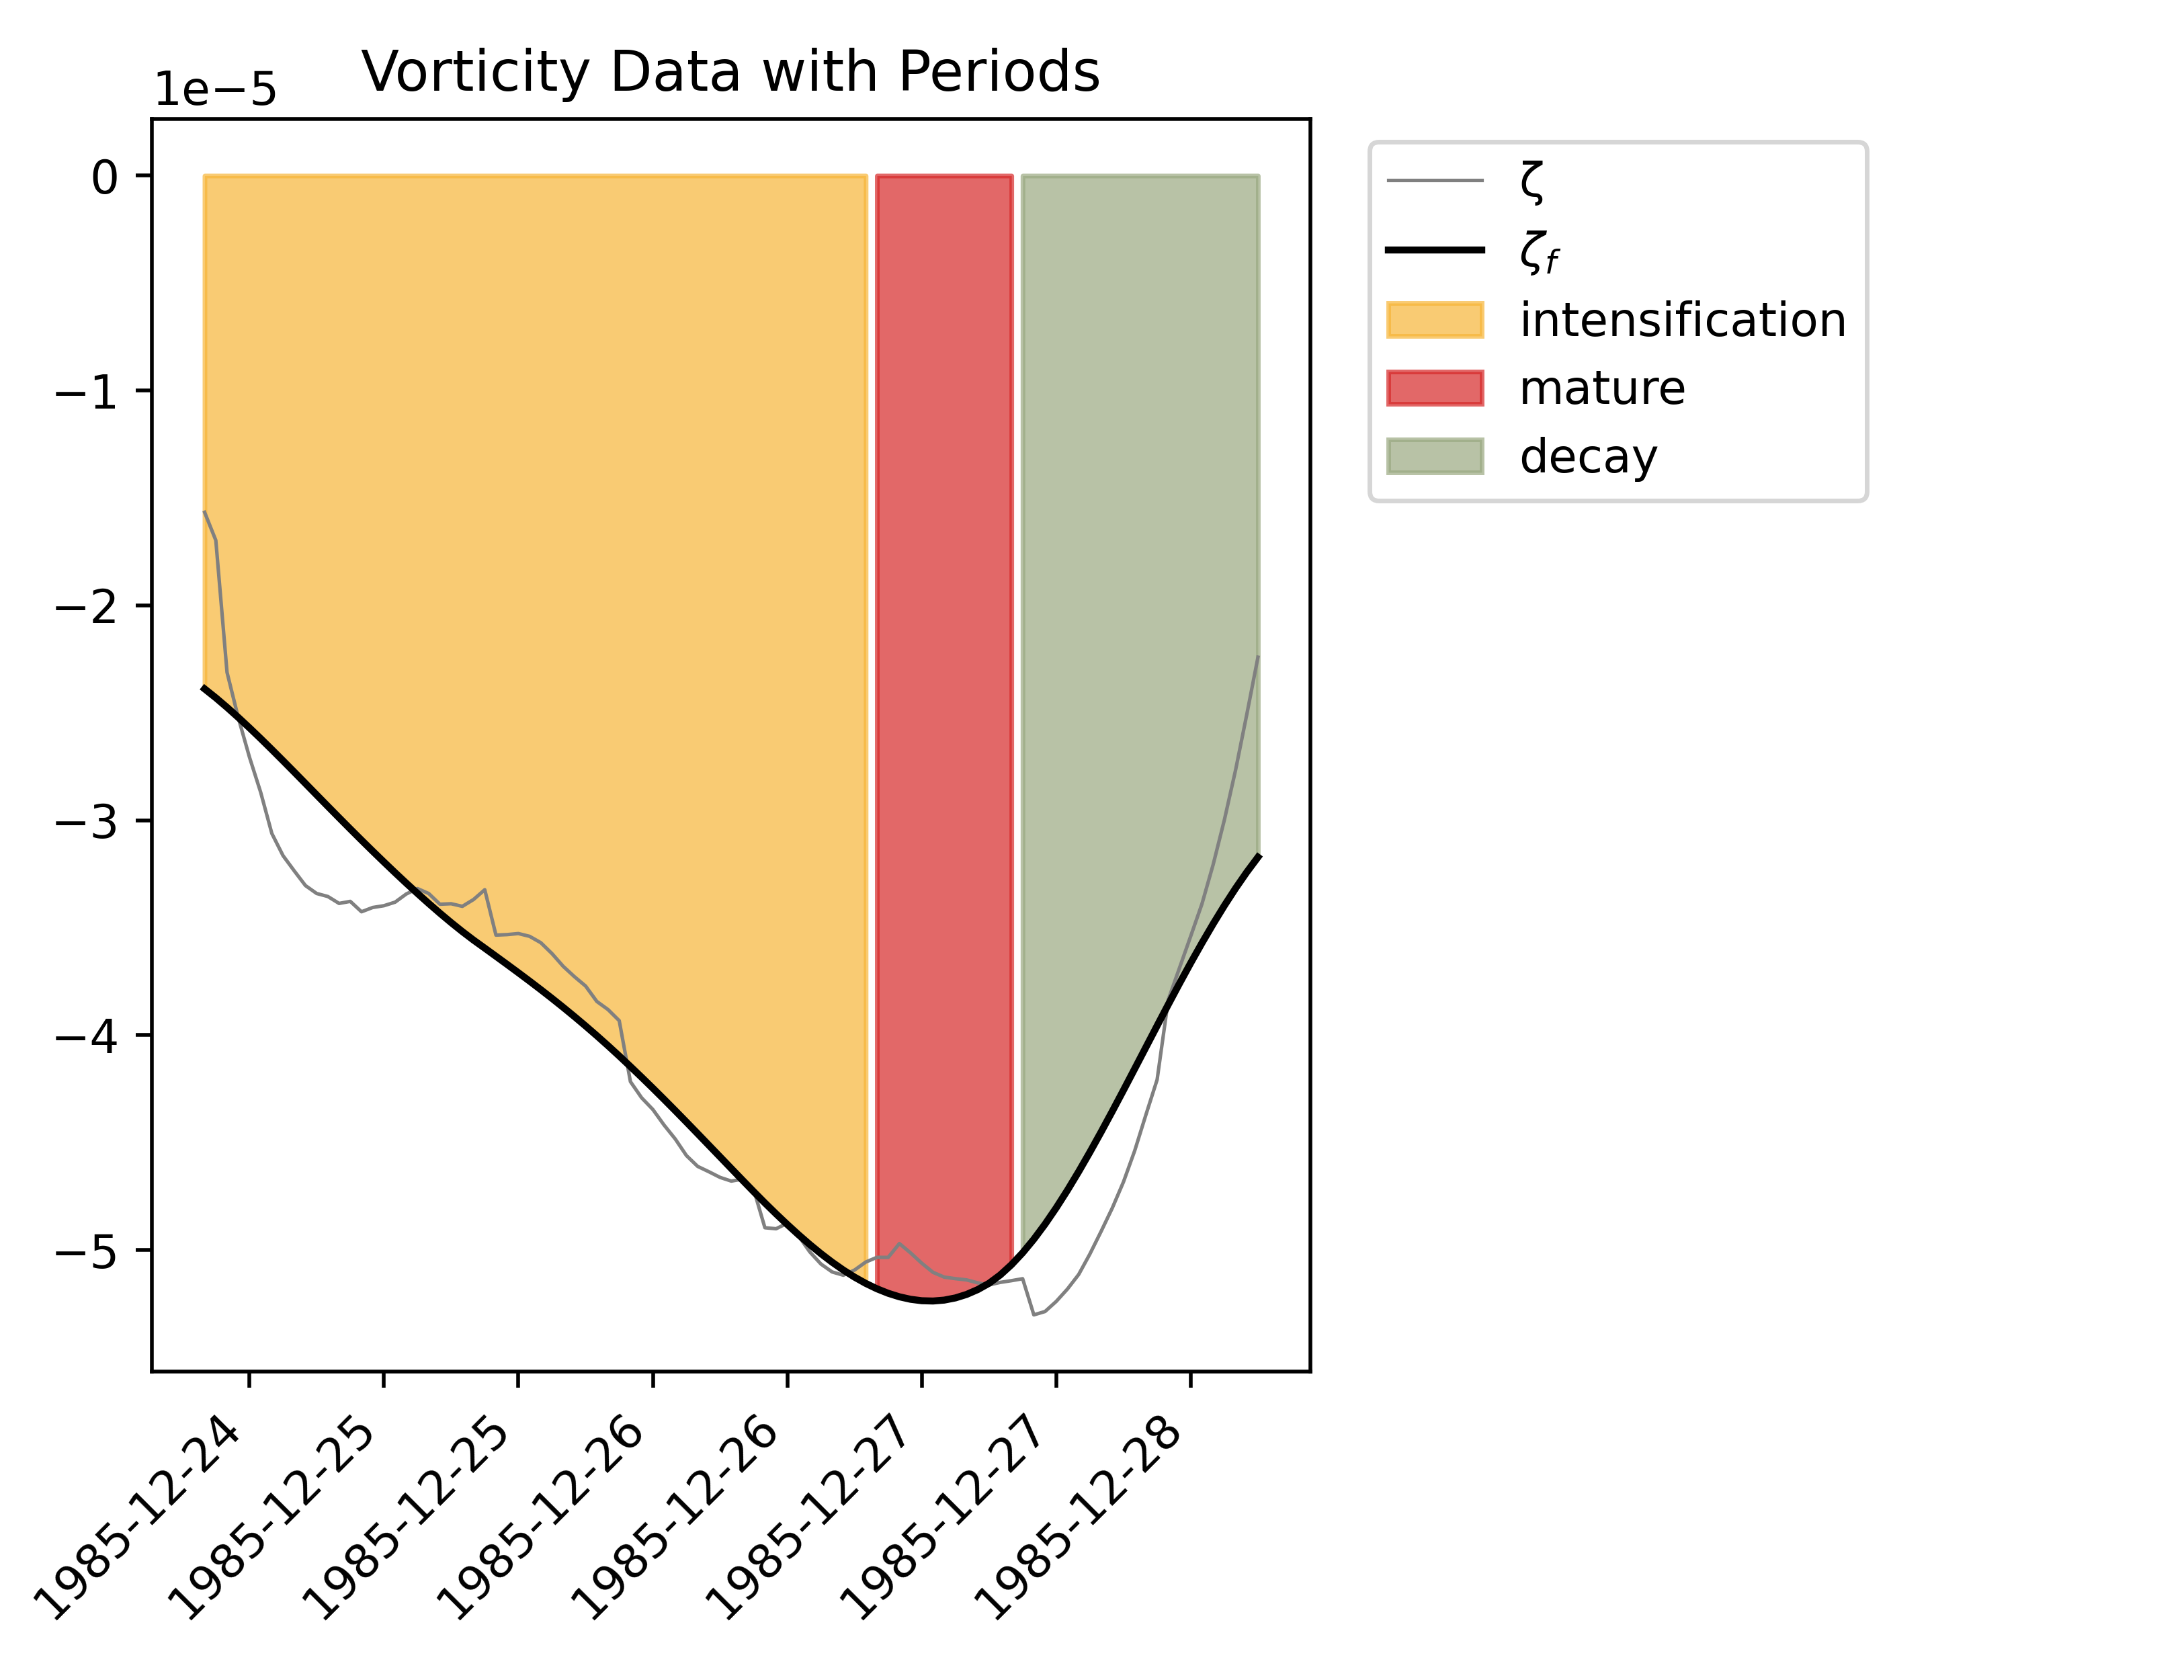 Vorticity Data with Periods
1e−5
0
−1
−2
−3
−4
−5
1985-12-24
1985-12-25
1985-12-25
1985-12-26
1985-12-26
1985-12-27
1985-12-27
1985-12-28
ζ
ζf
intensification
mature
decay